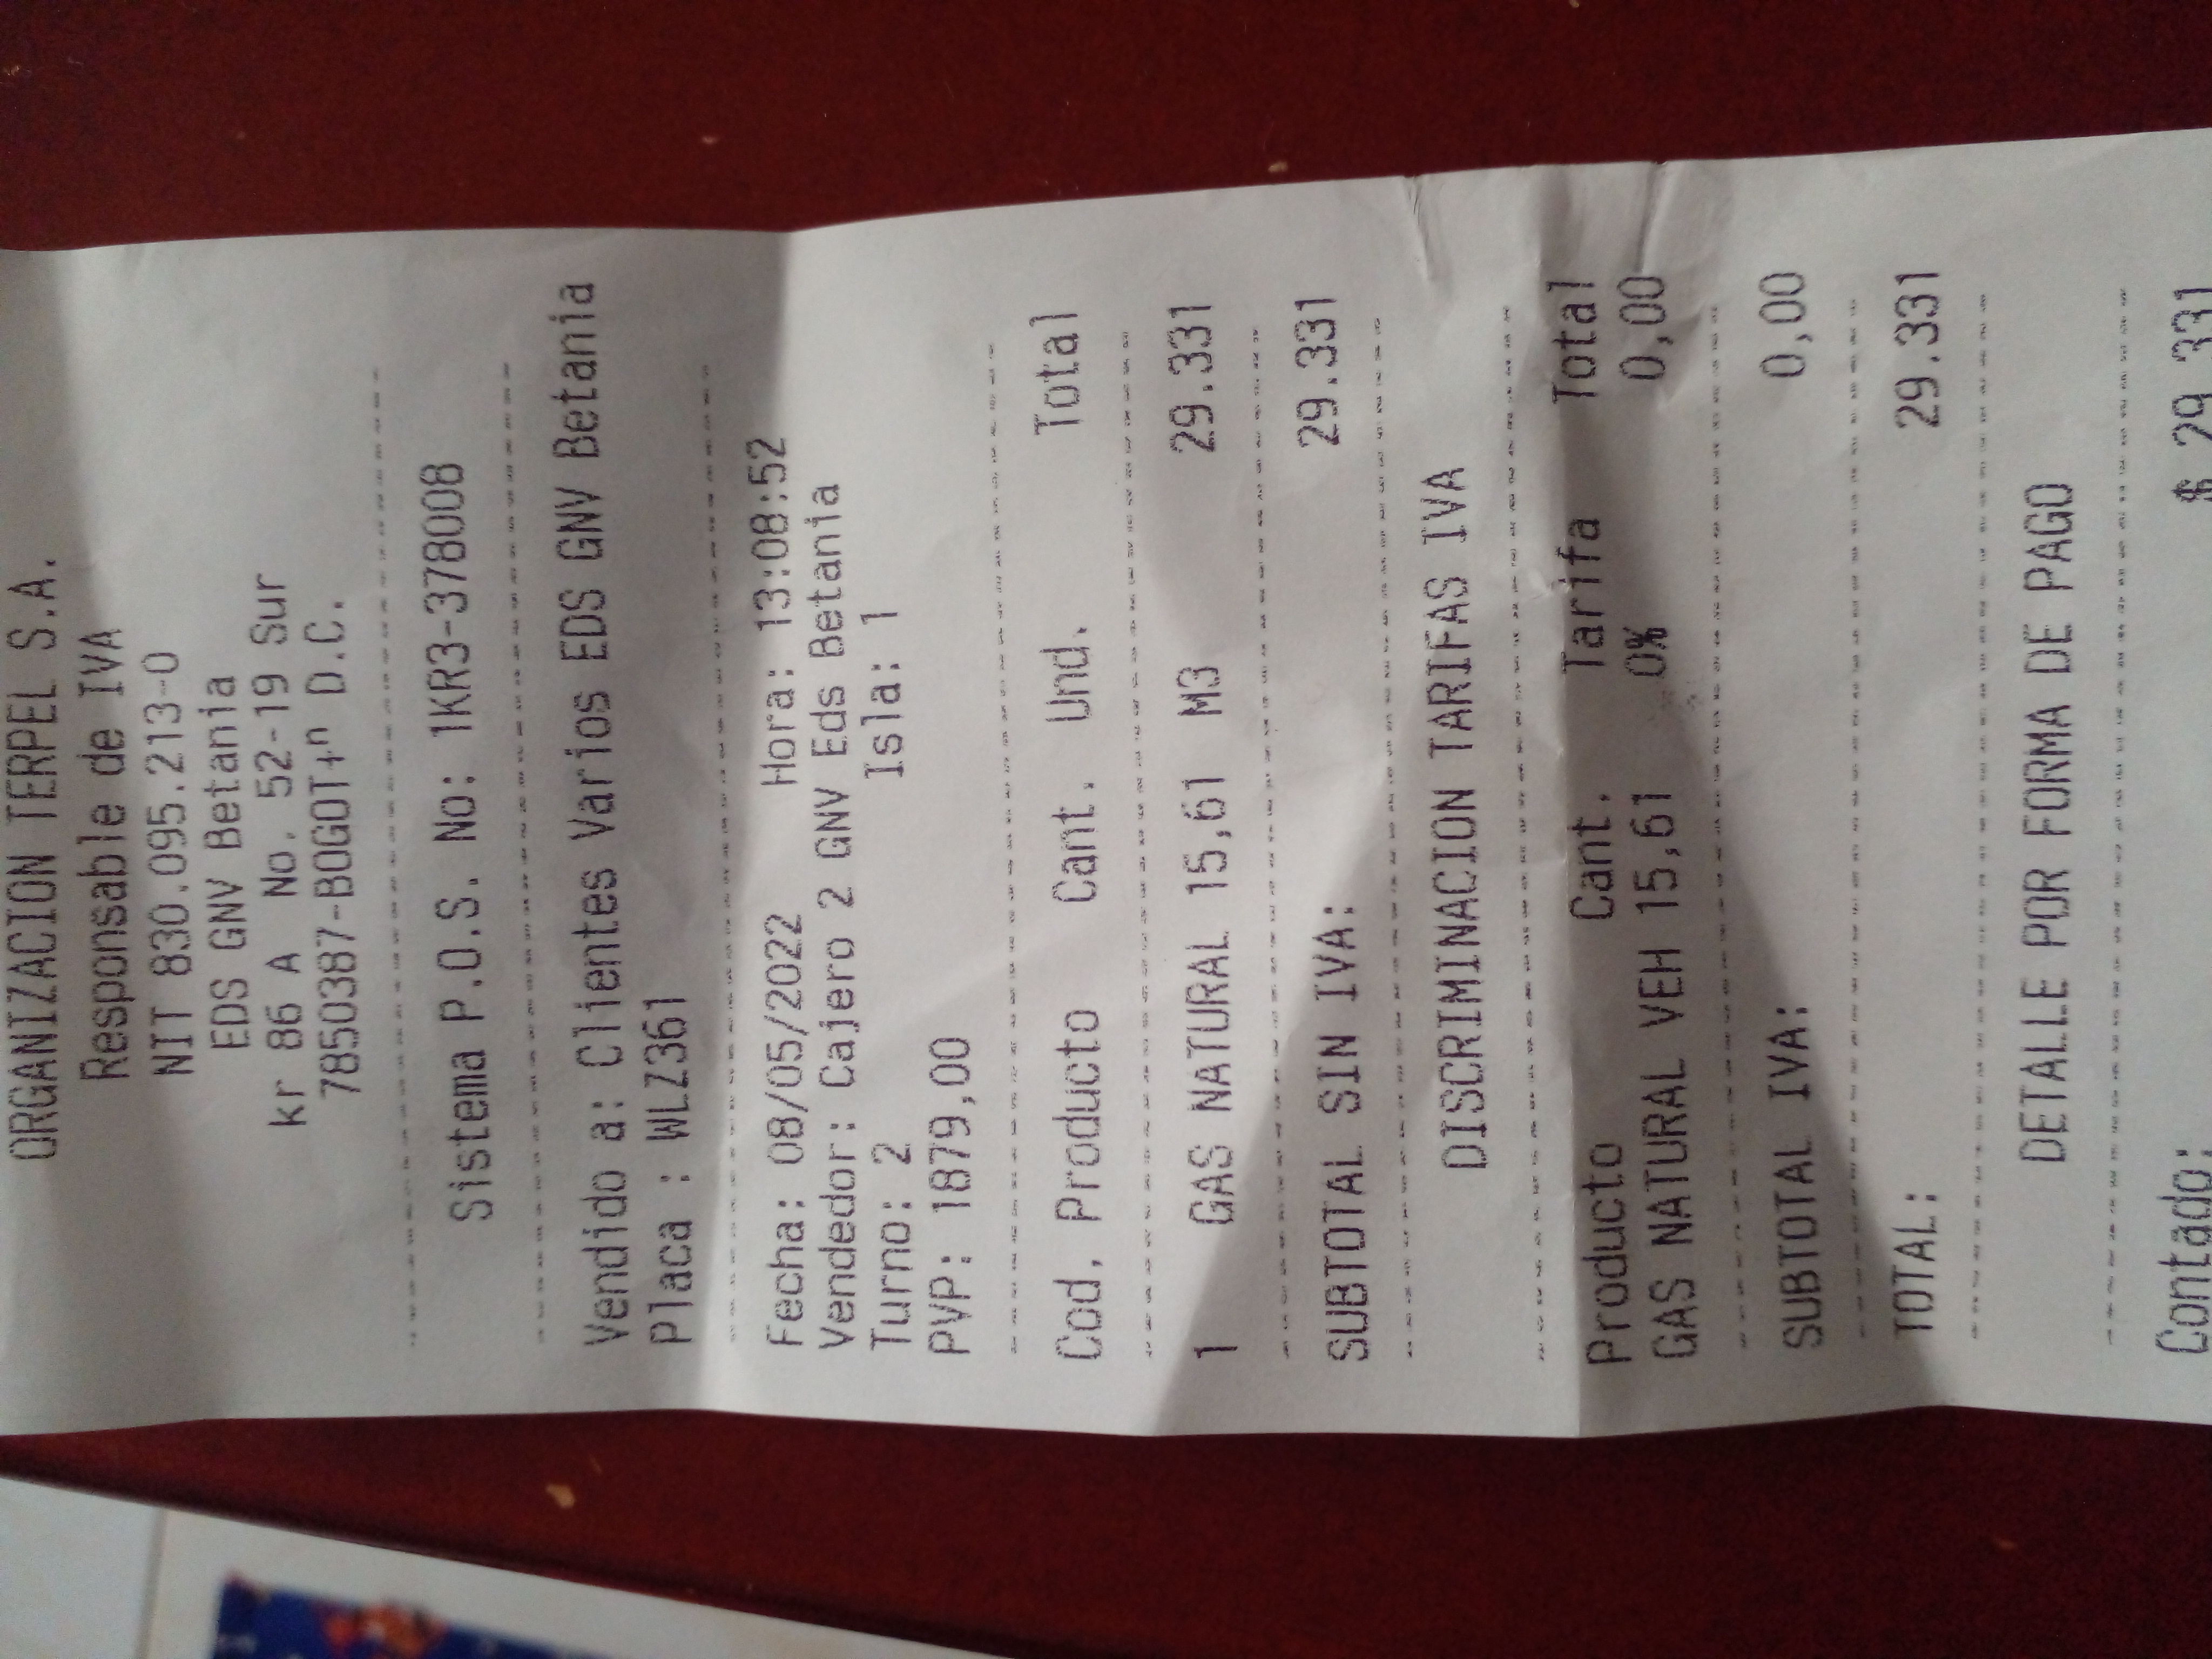 ORGANIZACION TERPEL S.A.
Responsable de IVA
NIT 830.095.213-0
EDS GNV Betania
kr 86 A No. 52-19 Sur
7850387-BOGOT+ⁿ D.C.
Sistema P.O.S. No: 1KR3-378008
Vendido a: Clientes Varios EDS GNV Betania
Placa : WLZ361
Fecha: 08/05/2022 Hora: 13:08:52
Vendedor: Cajero 2 GNV Eds Betania
Turno: 2 Isla: 1
PVP: 1879,00
Cod. Producto Cant. Und. Total
1 GAS NATURAL 15,61 M3 29.331
SUBTOTAL SIN IVA: 29.331
DISCRIMINACION TARIFAS IVA
Producto Cant. Tarifa Total
GAS NATURAL VEH 15,61 0% 0,00
SUBTOTAL IVA: 0,00
TOTAL: 29.331
DETALLE POR FORMA DE PAGO
Contado: $ 29.331